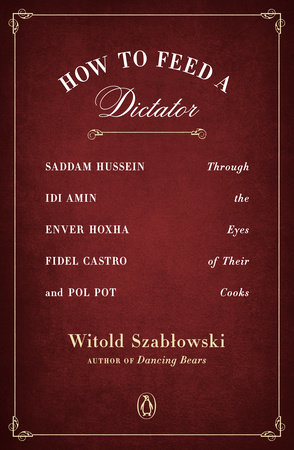 HOW TO FEED A
Dictator
SADDAM HUSSEIN Through
IDI AMIN the
ENVER HOXHA Eyes
FIDEL CASTRO of Their
and POL POT Cooks
Witold Szabłowski
AUTHOR OF Dancing Bears